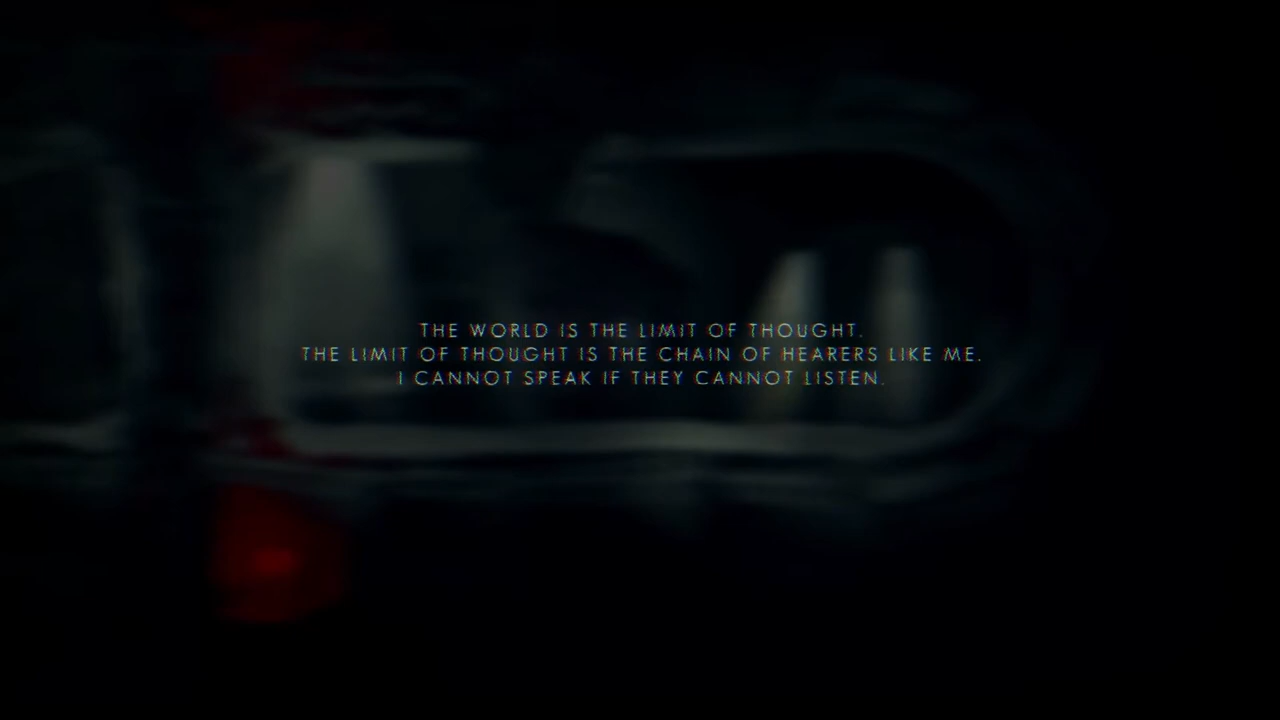 THE WORLD IS THE LIMIT OF THOUGHT.
THE LIMIT OF THOUGHT IS THE CHAIN OF HEARERS LIKE ME.
I CANNOT SPEAK IF THEY CANNOT LISTEN.